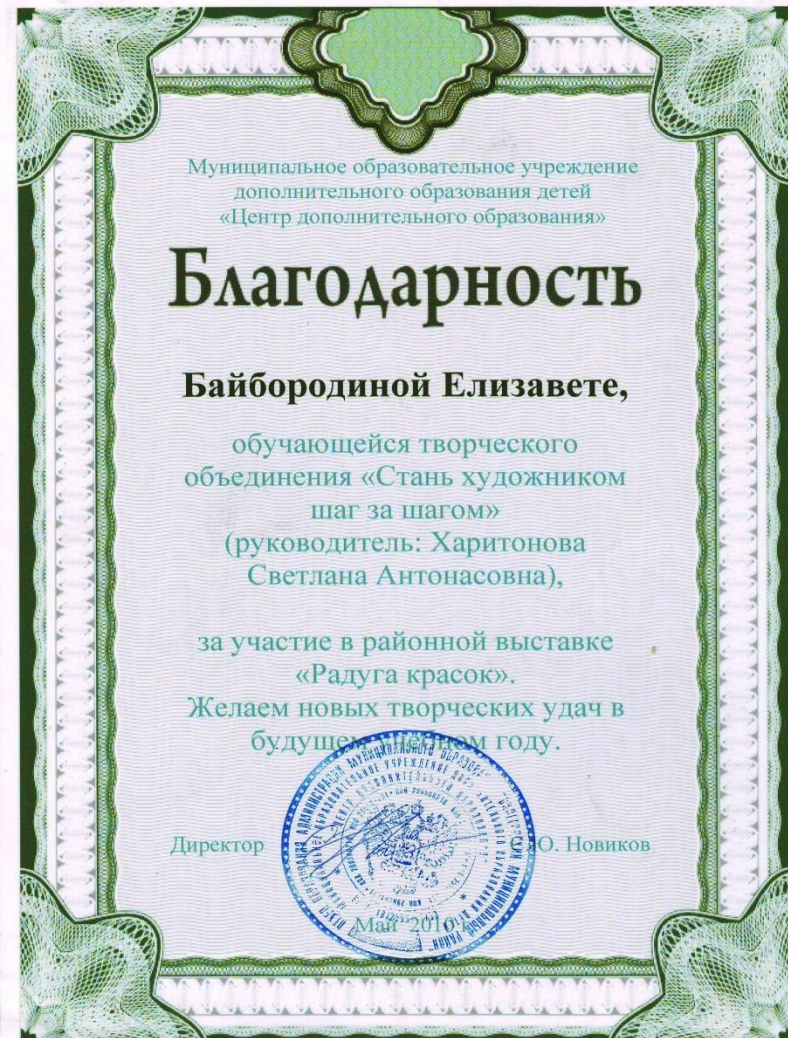 Муниципальное образовательное учреждение
дополнительного образования детей
«Центр дополнительного образования»
Благодарность
Байбородиной Елизавете,
обучающейся творческого
объединения «Стань художником
шаг за шагом»
(руководитель: Харитонова
Светлана Антонасовна),
за участие в районной выставке
«Радуга красок».
Желаем новых творческих удач в
будущем учебном году.
Директор
Ю. Новиков
Май 2010